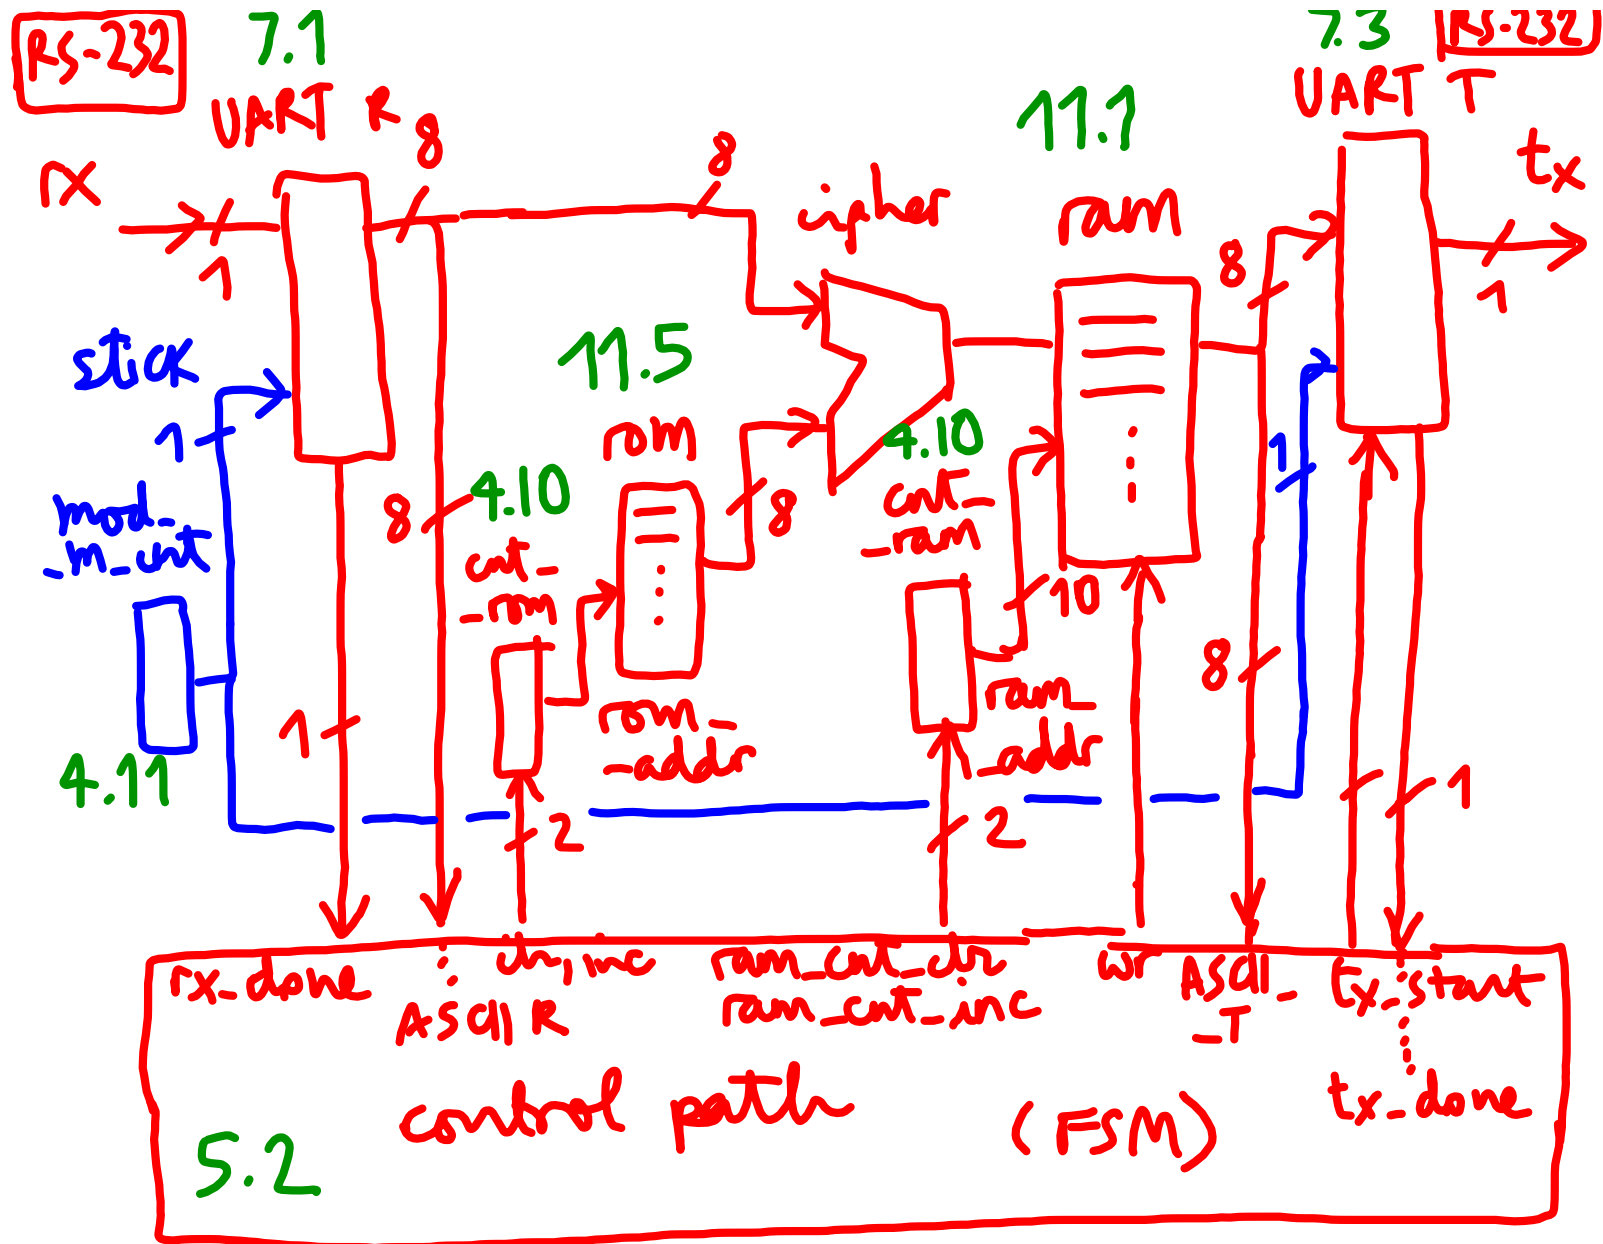 RS-232
7.1
UART R
8
rx
1
8
cipher
11.1
ram
7.3
RS-232
UART T
tx
8
1
stick
1
mod_
_m_cnt
4.11
11.5
rom
8
4.10
cnt_
_rom
8
4.10
cnt_
_ram
10
1
rom_
_addr
ram_
_addr
8
1
2
2
1
rx_done
ASCII R
ch_inc
ram_cnt_clr
ram_cnt_inc
wr
ASCII_
_T
tx_start
tx_done
control path
(FSM)
5.2